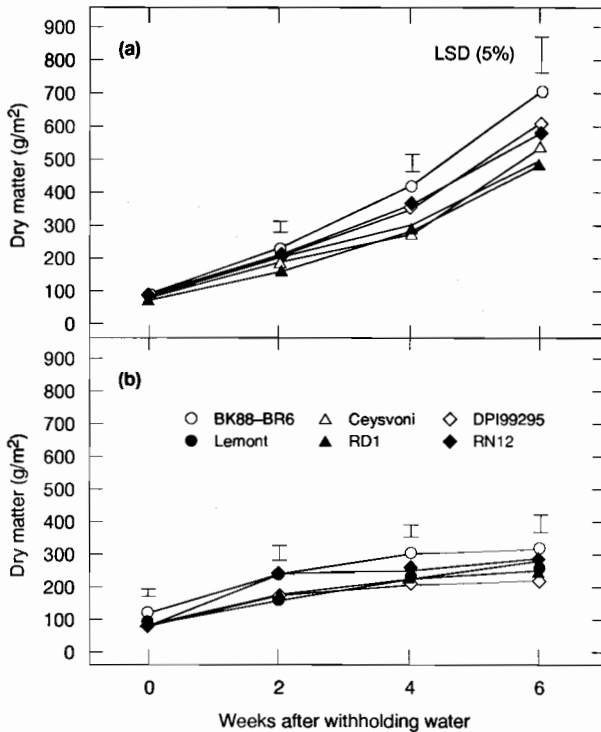 (a)
LSD (5%)
Dry matter (g/m²)
900
800
700
600
500
400
300
200
100
0
(b)
BK88–BR6 Ceysvoni DPI99295
Lemont RD1 RN12
Dry matter (g/m²)
900
800
700
600
500
400
300
200
100
0
0 2 4 6
Weeks after withholding water